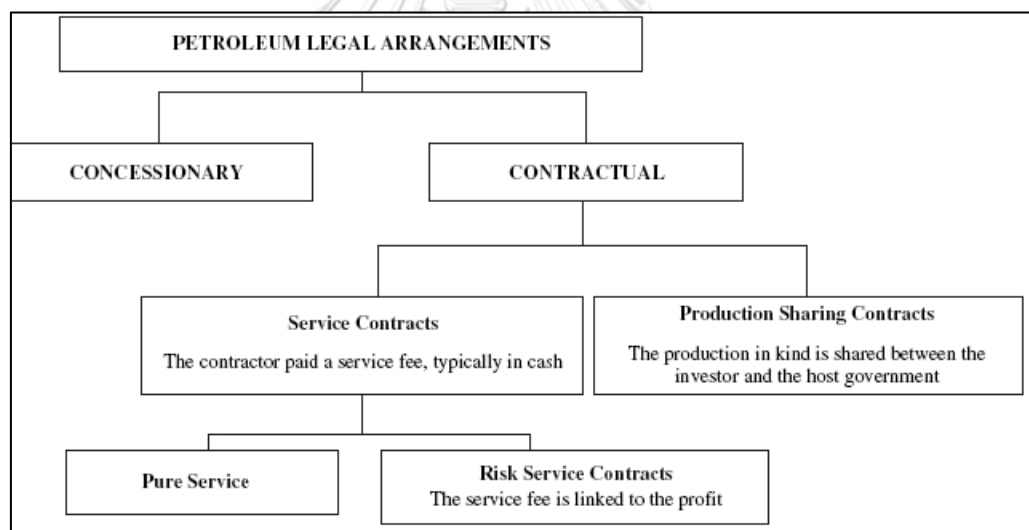 PETROLEUM LEGAL ARRANGEMENTS
CONCESSIONARY
CONTRACTUAL
Service Contracts
The contractor paid a service fee, typically in cash
Production Sharing Contracts
The production in kind is shared between the
investor and the host government
Pure Service
Risk Service Contracts
The service fee is linked to the profit